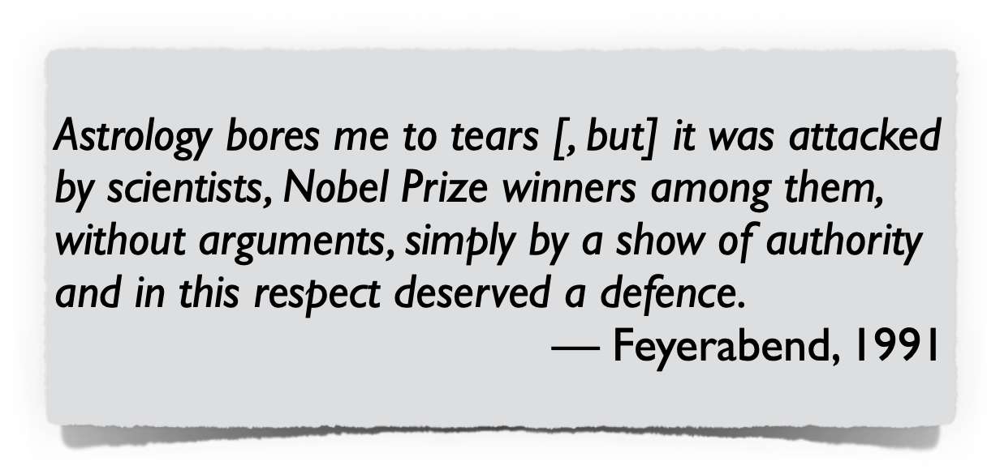 Astrology bores me to tears [, but] it was attacked
by scientists, Nobel Prize winners among them,
without arguments, simply by a show of authority
and in this respect deserved a defence.
— Feyerabend, 1991